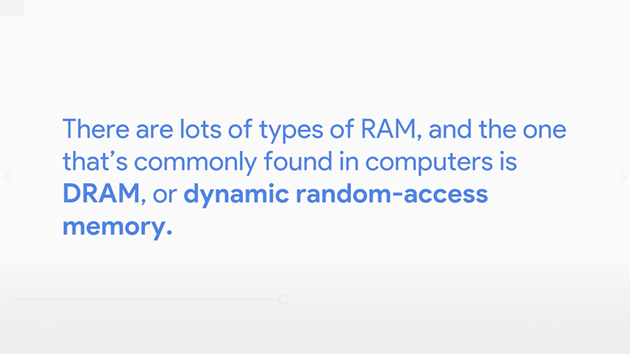 There are lots of types of RAM, and the one
that’s commonly found in computers is
DRAM, or dynamic random-access
memory.